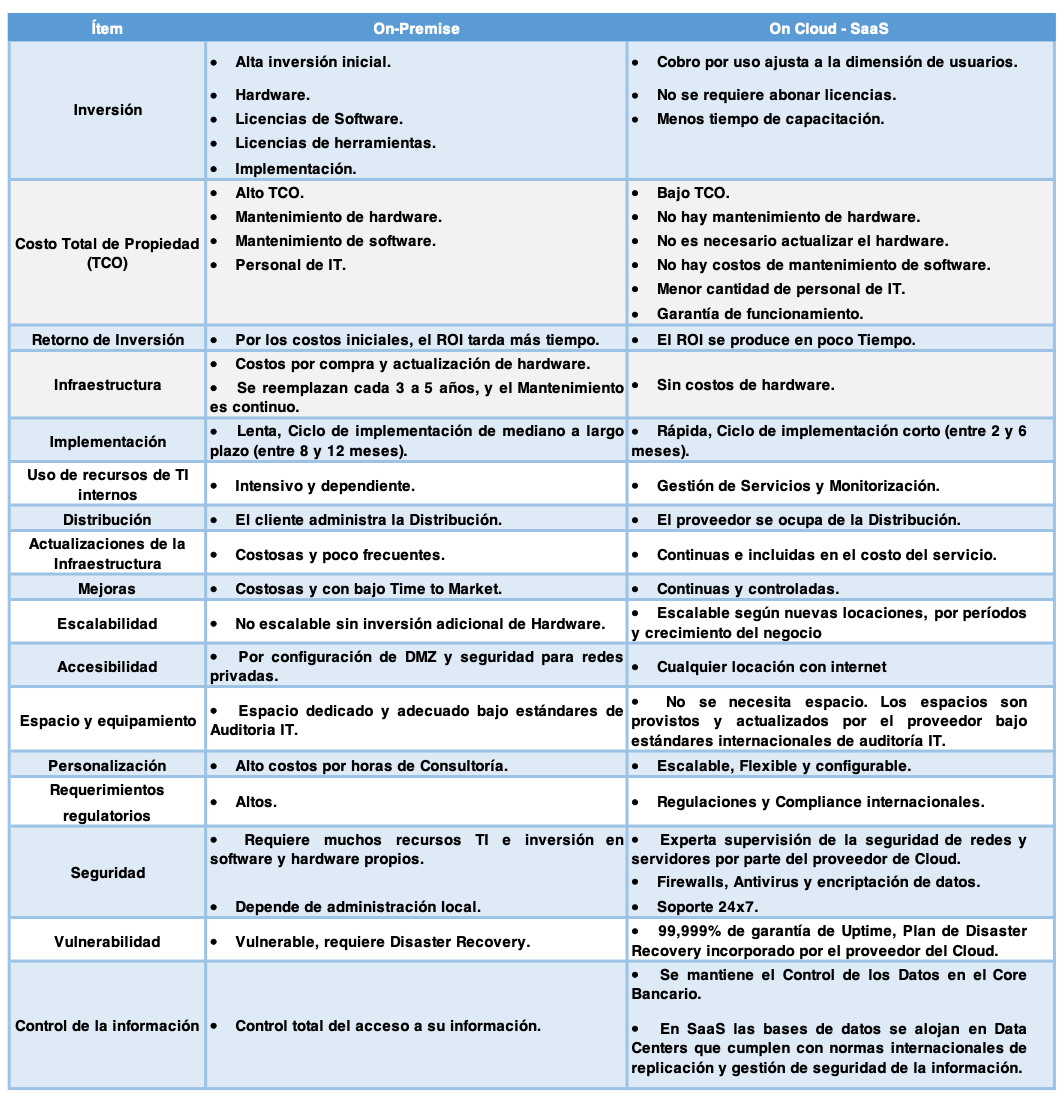 Ítem
On-Premise
On Cloud - SaaS
Inversión
• Alta inversión inicial.
• Hardware.
• Licencias de Software.
• Licencias de herramientas.
• Implementación.
• Cobro por uso ajusta a la dimensión de usuarios.
• No se requiere abonar licencias.
• Menos tiempo de capacitación.
Costo Total de Propiedad
(TCO)
• Alto TCO.
• Mantenimiento de hardware.
• Mantenimiento de software.
• Personal de IT.
• Bajo TCO.
• No hay mantenimiento de hardware.
• No es necesario actualizar el hardware.
• No hay costos de mantenimiento de software.
• Menor cantidad de personal de IT.
• Garantía de funcionamiento.
Retorno de Inversión
• Por los costos iniciales, el ROI tarda más tiempo.
• El ROI se produce en poco Tiempo.
Infraestructura
• Costos por compra y actualización de hardware.
• Se reemplazan cada 3 a 5 años, y el Mantenimiento
es continuo.
• Sin costos de hardware.
Implementación
• Lenta, Ciclo de implementación de mediano a largo
plazo (entre 8 y 12 meses).
• Rápida, Ciclo de implementación corto (entre 2 y 6
meses).
Uso de recursos de TI
internos
• Intensivo y dependiente.
• Gestión de Servicios y Monitorización.
Distribución
• El cliente administra la Distribución.
• El proveedor se ocupa de la Distribución.
Actualizaciones de la
Infraestructura
• Costosas y poco frecuentes.
• Continuas e incluidas en el costo del servicio.
Mejoras
• Costosas y con bajo Time to Market.
• Continuas y controladas.
Escalabilidad
• No escalable sin inversión adicional de Hardware.
• Escalable según nuevas locaciones, por períodos
y crecimiento del negocio
Accesibilidad
• Por configuración de DMZ y seguridad para redes
privadas.
• Cualquier locación con internet
Espacio y equipamiento
• Espacio dedicado y adecuado bajo estándares de
Auditoria IT.
• No se necesita espacio. Los espacios son
provistos y actualizados por el proveedor bajo
estándares internacionales de auditoría IT.
Personalización
• Alto costos por horas de Consultoría.
• Escalable, Flexible y configurable.
Requerimientos
regulatorios
• Altos.
• Regulaciones y Compliance internacionales.
Seguridad
• Requiere muchos recursos TI e inversión en
software y hardware propios.
• Depende de administración local.
• Experta supervisión de la seguridad de redes y
servidores por parte del proveedor de Cloud.
• Firewalls, Antivirus y encriptación de datos.
• Soporte 24x7.
Vulnerabilidad
• Vulnerable, requiere Disaster Recovery.
• 99,999% de garantía de Uptime, Plan de Disaster
Recovery incorporado por el proveedor del Cloud.
Control de la información
• Control total del acceso a su información.
• Se mantiene el Control de los Datos en el Core
Bancario.
• En SaaS las bases de datos se alojan en Data
Centers que cumplen con normas internacionales de
replicación y gestión de seguridad de la información.